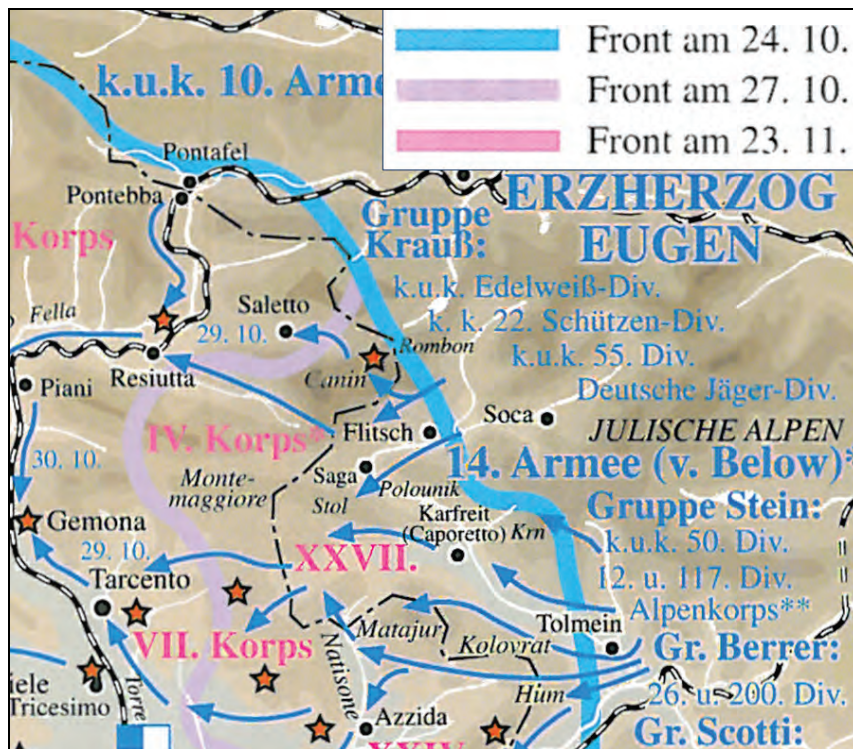 Front am 24. 10.
Front am 27. 10.
Front am 23. 11.
k.u.k. 10. Arme
Pontafel
Pontebba
ERZHERZOG
EUGEN
Gruppe
Krauß:
Korps
k.u.k. Edelweiß-Div.
Fella
Saletto
29. 10.
k. k. 22. Schützen-Div.
Rombon
k.u.k. 55. Div.
Resiutta
Canin
Piani
Deutsche Jäger-Div.
Soca
Flitsch
JULISCHE ALPEN
IV. Korps*
30. 10.
Saga
14. Armee (v. Below)*
Monte-
maggiore
Stol
Polounik
Gruppe Stein:
Gemona
Karfreit
(Caporetto)
Krn
k.u.k. 50. Div.
29. 10.
XXVII.
12. u. 117. Div.
Tarcento
Alpenkorps**
Tolmein
Matajur
VII. Korps
Kolovrat
Gr. Berrer:
Natisone
iele
Tricesimo
Torre
Hum
26. u. 200. Div.
Azzida
Gr. Scotti:
XXIV.